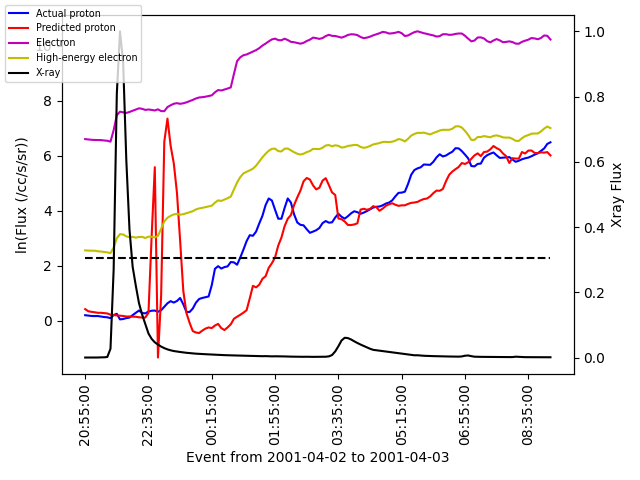 Actual proton
Predicted proton
Electron
High-energy electron
X-ray
10
8
6
4
2
0
ln(Flux (/cc/s/sr))
1.0
0.8
0.6
0.4
0.2
0.0
Xray Flux
20:55:00
22:35:00
00:15:00
01:55:00
03:35:00
05:15:00
06:55:00
08:35:00
Event from 2001-04-02 to 2001-04-03